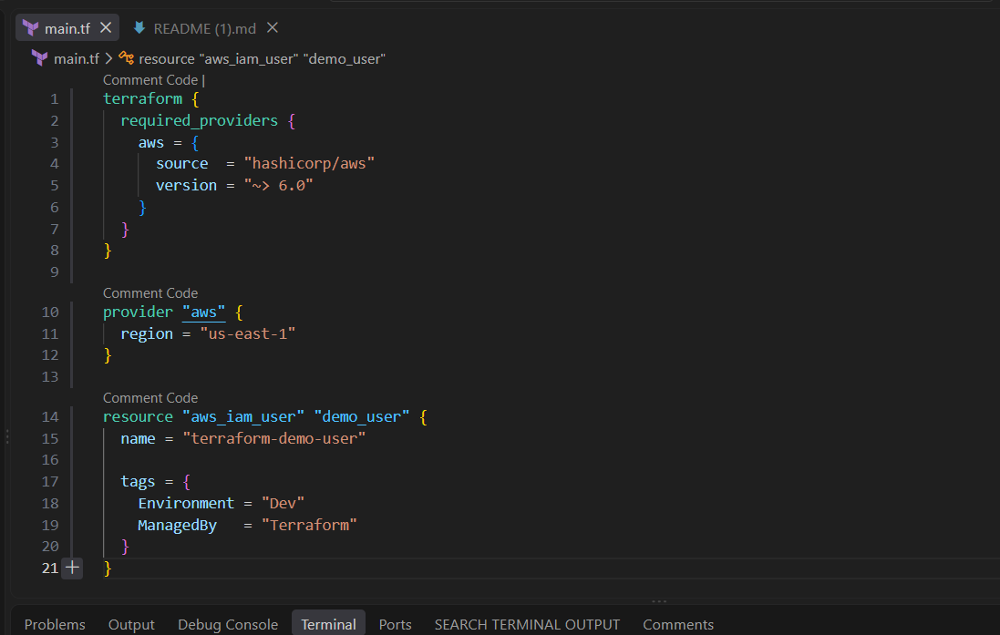 main.tf README (1).md
main.tf > resource "aws_iam_user" "demo_user"
Comment Code |
1 terraform {
2   required_providers {
3     aws = {
4       source  = "hashicorp/aws"
5       version = "~> 6.0"
6     }
7   }
8 }
9
Comment Code
10 provider "aws" {
11   region = "us-east-1"
12 }
13
Comment Code
14 resource "aws_iam_user" "demo_user" {
15   name = "terraform-demo-user"
16
17   tags = {
18     Environment = "Dev"
19     ManagedBy   = "Terraform"
20   }
21 }
Problems Output Debug Console Terminal Ports SEARCH TERMINAL OUTPUT Comments